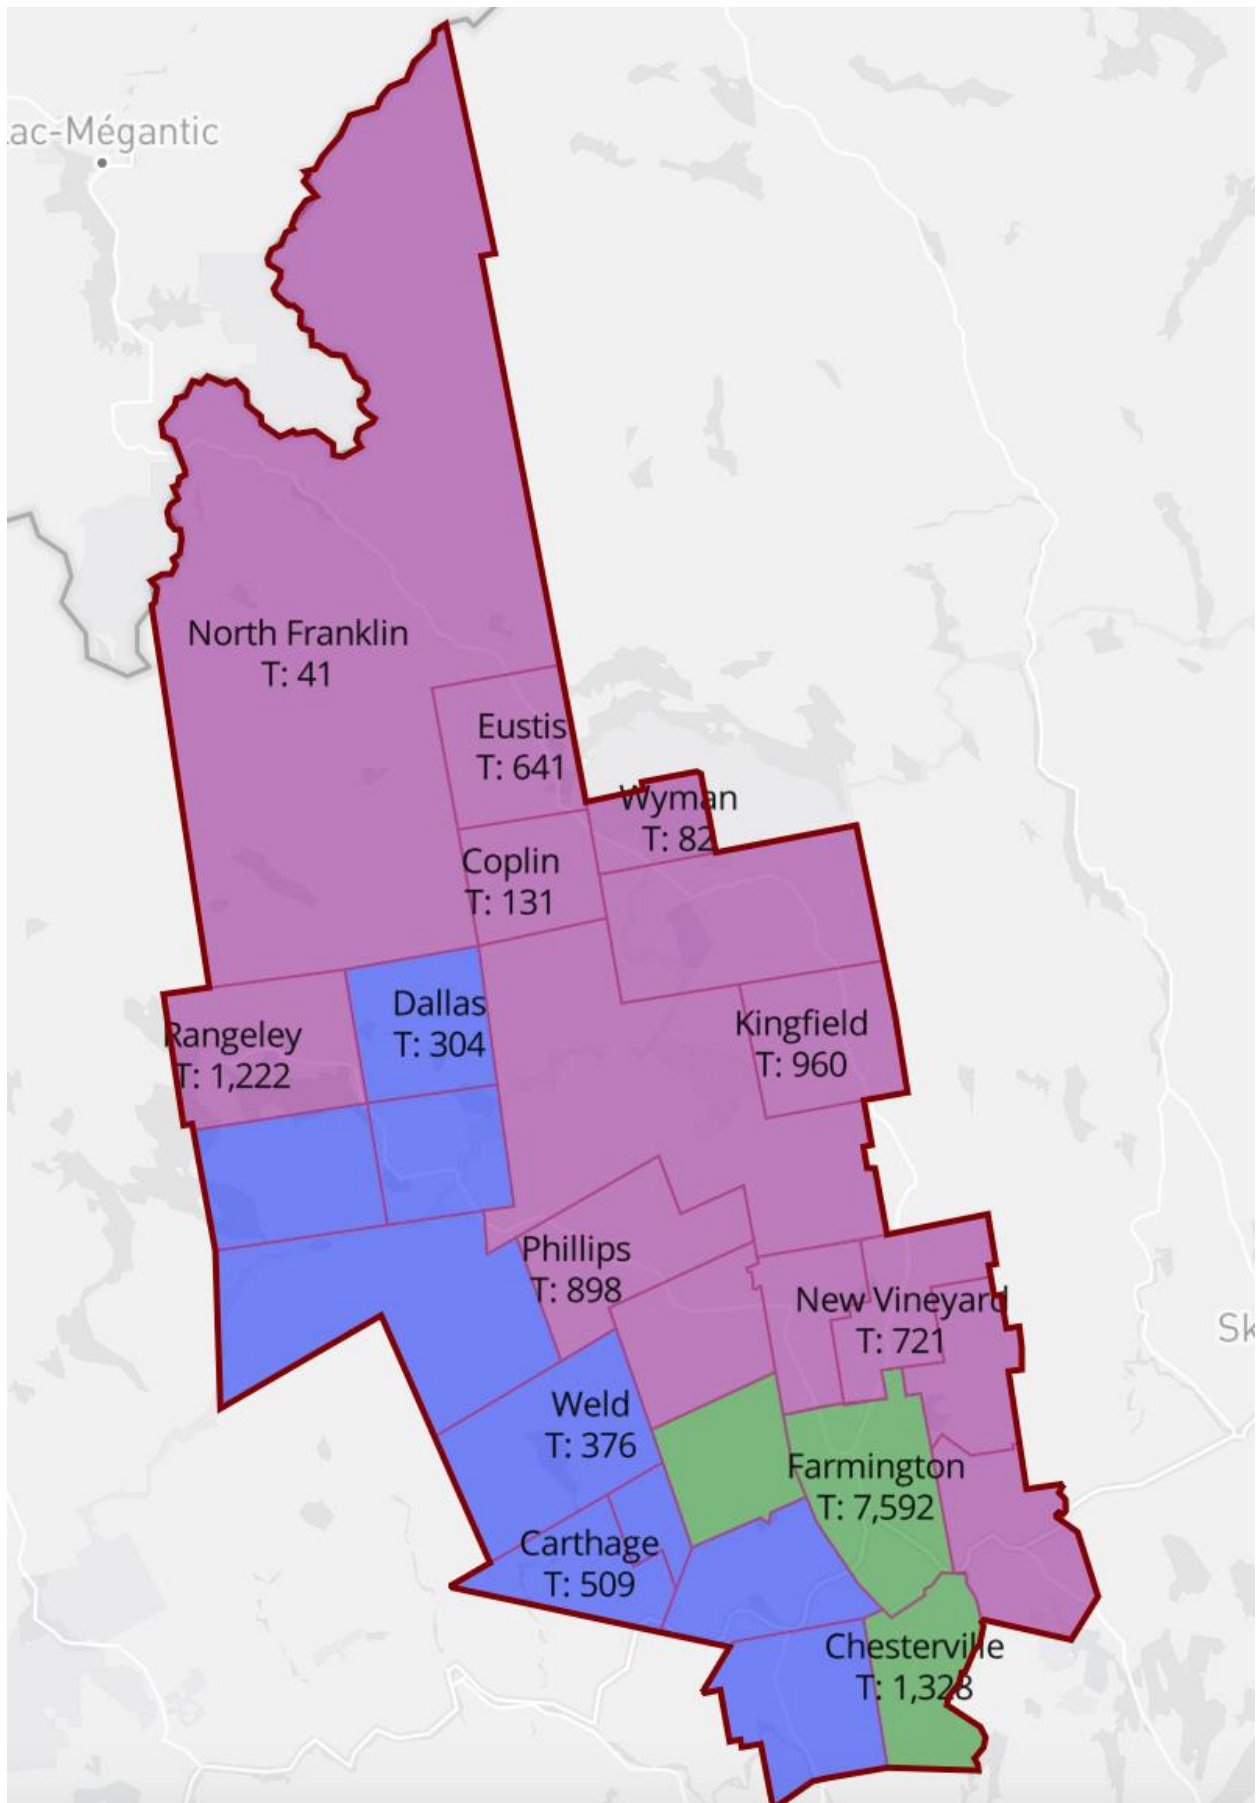 Lac-Mégantic
North Franklin
T: 41
Eustis
T: 641
Wyman
T: 82
Coplin
T: 131
Dallas
T: 304
Rangeley
T: 1,222
Kingfield
T: 960
Phillips
T: 898
New Vineyard
T: 721
Sk
Weld
T: 376
Farmington
T: 7,592
Carthage
T: 509
Chesterville
T: 1,328